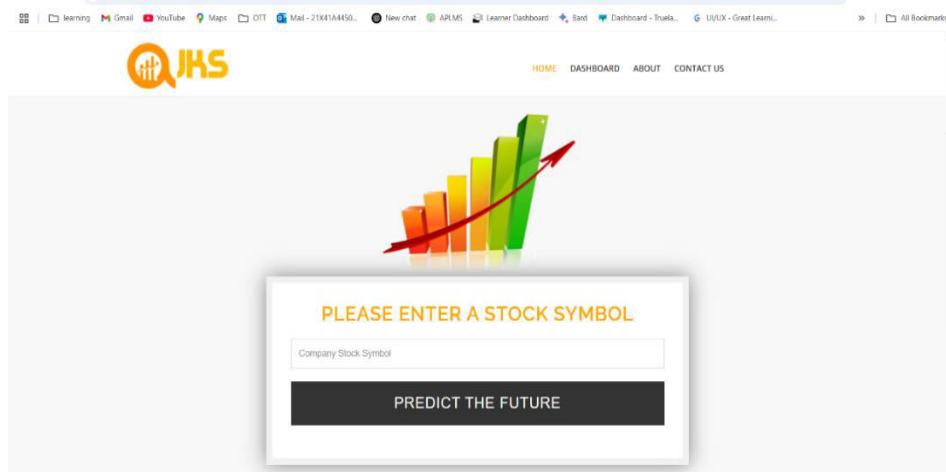 learning Gmail YouTube Maps OTT Mail - 21X41A4450... New chat APLMS Learner Dashboard Bard Dashboard - Truela... UI/UX - Great Learni... » All Bookmarks
JKS HOME DASHBOARD ABOUT CONTACT US
PLEASE ENTER A STOCK SYMBOL
Company Stock Symbol
PREDICT THE FUTURE